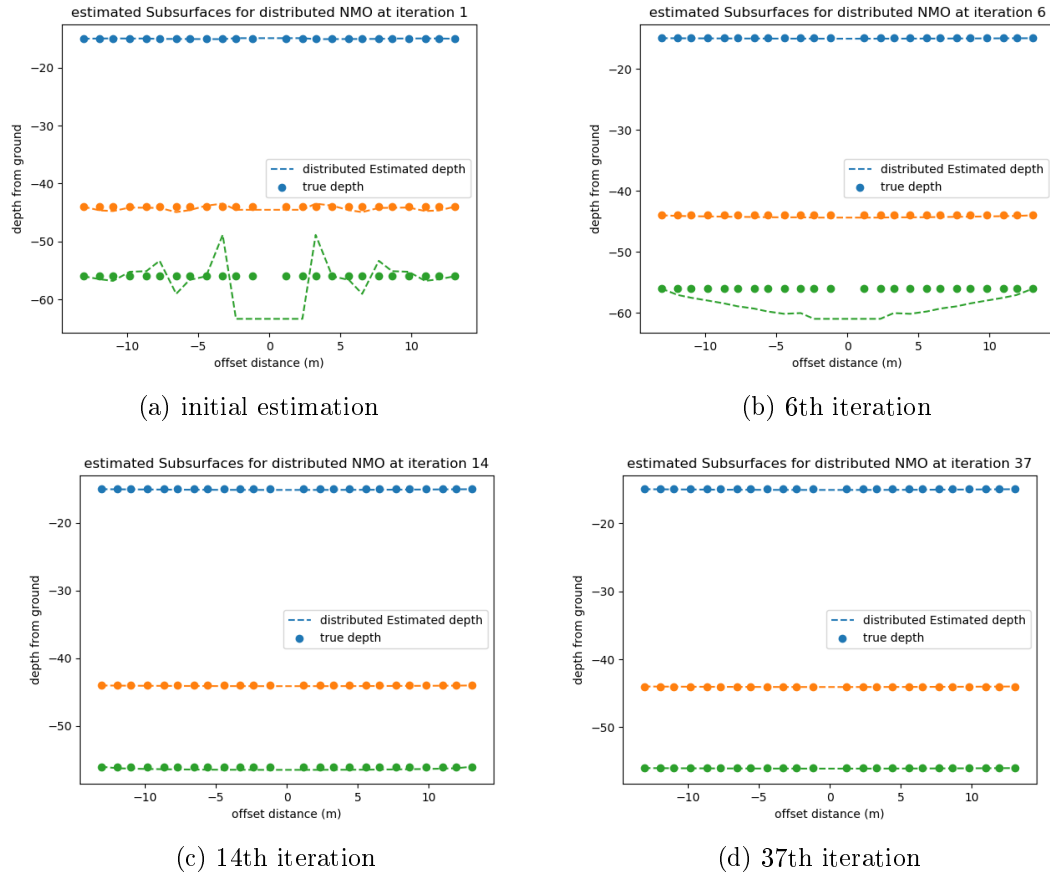 estimated Subsurfaces for distributed NMO at iteration 1
−20
−30
−40
−50
−60
depth from ground
distributed Estimated depth
true depth
−10
−5
0
5
10
offset distance (m)
(a) initial estimation
estimated Subsurfaces for distributed NMO at iteration 6
−20
−30
−40
−50
−60
depth from ground
distributed Estimated depth
true depth
−10
−5
0
5
10
offset distance (m)
(b) 6th iteration
estimated Subsurfaces for distributed NMO at iteration 14
−20
−30
−40
−50
depth from ground
distributed Estimated depth
true depth
−10
−5
0
5
10
offset distance (m)
(c) 14th iteration
estimated Subsurfaces for distributed NMO at iteration 37
−20
−30
−40
−50
depth from ground
distributed Estimated depth
true depth
−10
−5
0
5
10
offset distance (m)
(d) 37th iteration